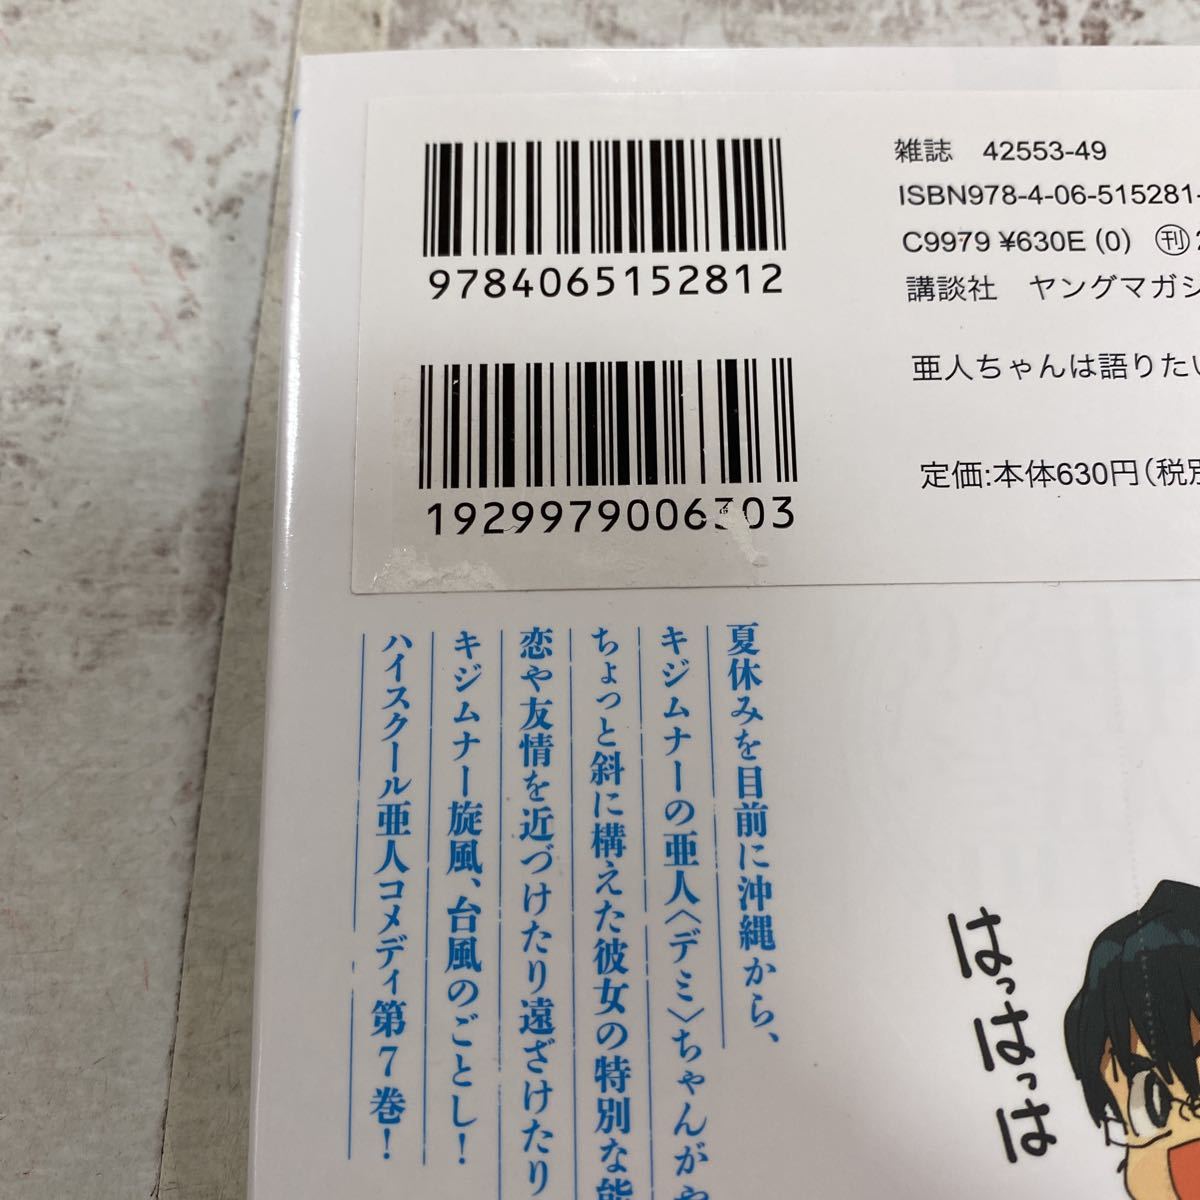 9784065152812
1929979006303
雑誌 42553-49
ISBN978-4-06-515281-
C9979 ¥630E (0) ㊞2
講談社 ヤングマガジ
亜人ちゃんは語りたい
定価:本体630円(税別
夏休みを目前に沖縄から、
キジムナーの亜人〈デミ〉ちゃんがや
ちょっと斜に構えた彼女の特別な能
恋や友情を近づけたり遠ざけたり
キジムナー旋風、台風のごとし!
ハイスクール亜人コメディ第7巻!
はっはっは